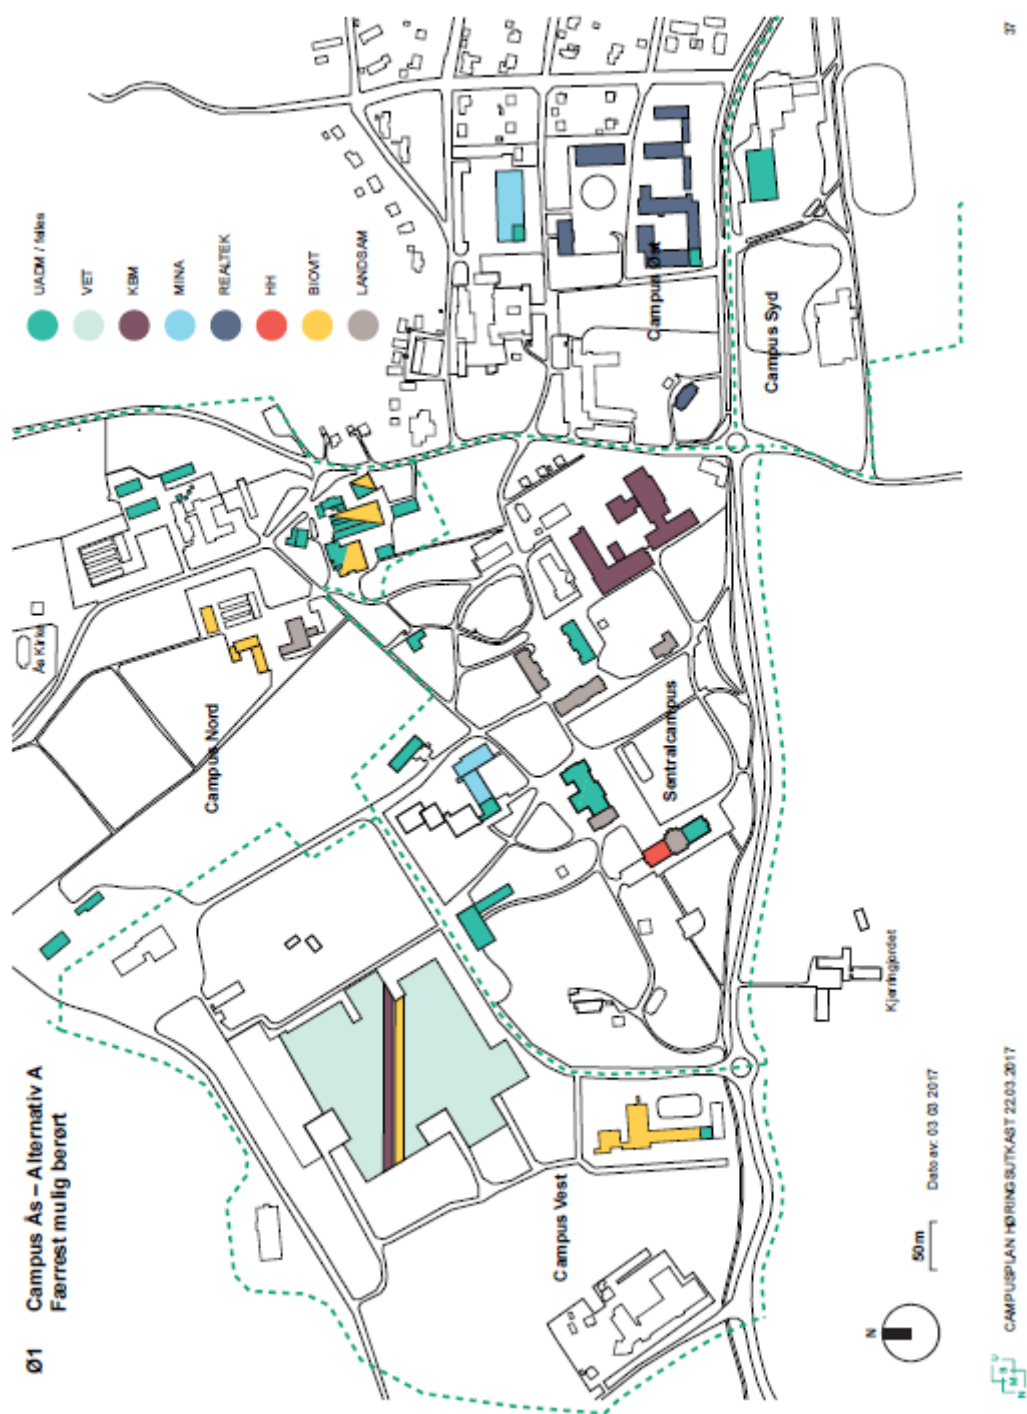 Ø1
Campus Ås – Alternativ A
Færrest mulig berørt
UADM / felles
VET
KBM
MINA
REALTEK
HH
BIOVIT
LANDSAM
Ås Kirke
Campus Nord
Campus Øst
Campus Syd
Sentralcampus
Campus Vest
Kjerringjordet
N
50m
Dato av: 03 03 2017
N M B U
CAMPUSPLAN HØRINGSUTKAST 22.03.2017
37